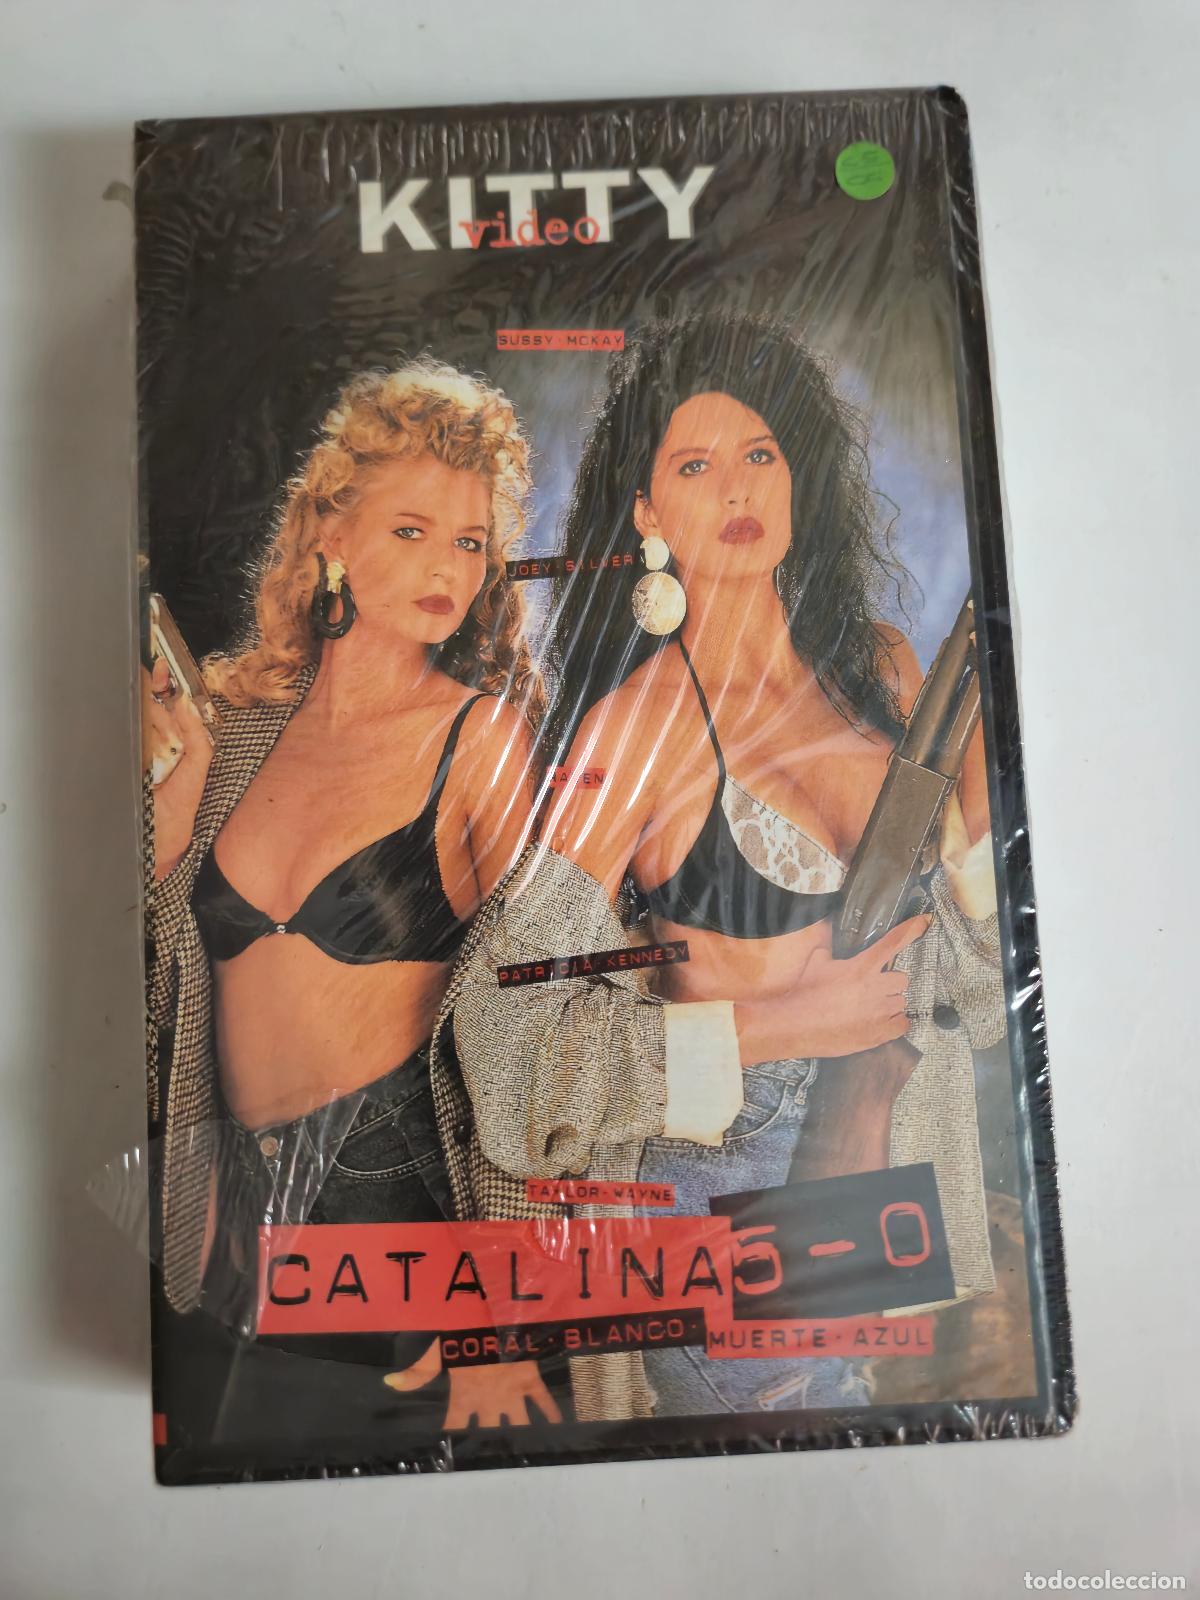 KITTY
video
SUSSY·MCKAY
JOEY·SILVER
PATRICIA·KENNEDY
TAYLOR·WAYNE
CATALINA 5-0
CORAL·BLANCO·MUERTE·AZUL
todocoleccion